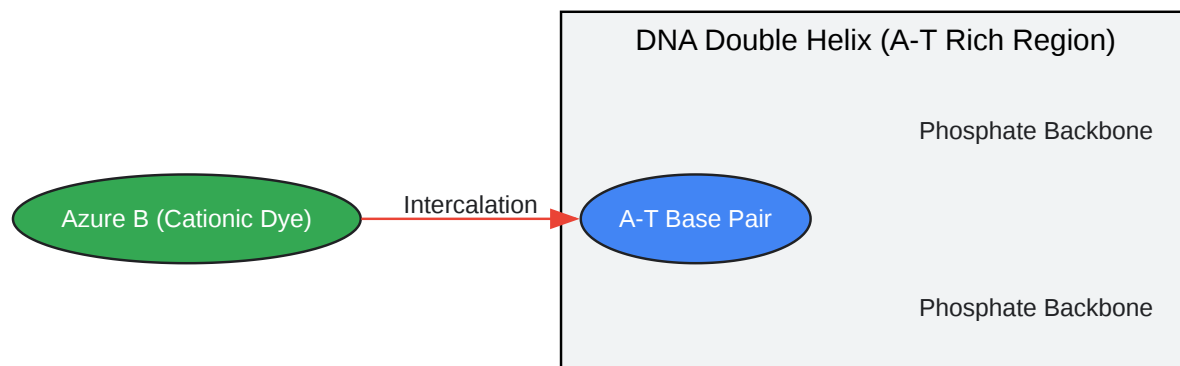 DNA Double Helix (A-T Rich Region)
Phosphate Backbone
Azure B (Cationic Dye)
Intercalation
A-T Base Pair
Phosphate Backbone